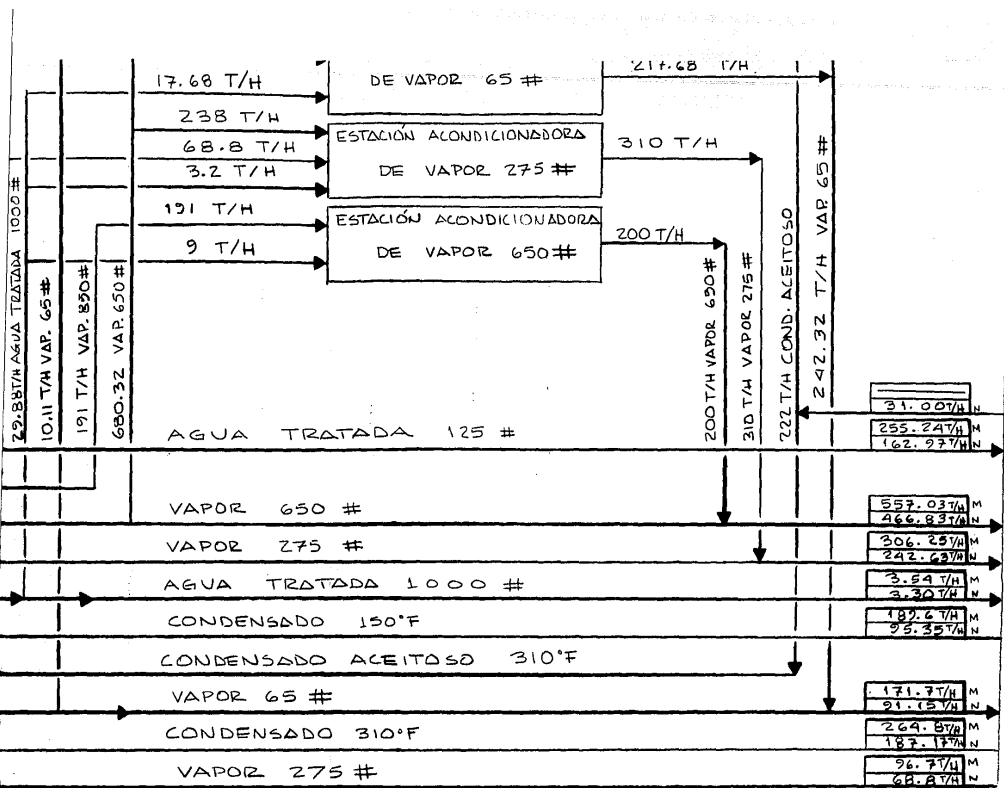 17.68 T/H
DE VAPOR 65 #
217.68 T/H
238 T/H
ESTACIÓN ACONDICIONADORA
68.8 T/H
310 T/H
3.2 T/H
DE VAPOR 275 #
191 T/H
ESTACIÓN ACONDICIONADORA
9 T/H
DE VAPOR 650 #
200 T/H
29.88 T/H AGUA TRATADA 1000 #
10.11 T/H VAP. 65 #
191 T/H VAP. 850 #
680.32 VAP. 650 #
200 T/H VAPOR 650 #
310 T/H VAPOR 275 #
222 T/H COND. ACEITOSO
242.32 T/H VAP. 65 #
31.00 T/H N
AGUA TRATADA 125 #
255.24 T/H M
162.97 T/H N
VAPOR 650 #
557.03 T/H M
466.83 T/H N
VAPOR 275 #
306.25 T/H M
242.63 T/H N
AGUA TRATADA 1000 #
3.54 T/H M
3.30 T/H N
CONDENSADO 150°F
189.6 T/H M
95.35 T/H N
CONDENSADO ACEITOSO 310°F
VAPOR 65 #
171.7 T/H M
91.15 T/H N
CONDENSADO 310°F
264.8 T/H M
187.17 T/H N
VAPOR 275 #
96.7 T/H M
68.8 T/H N